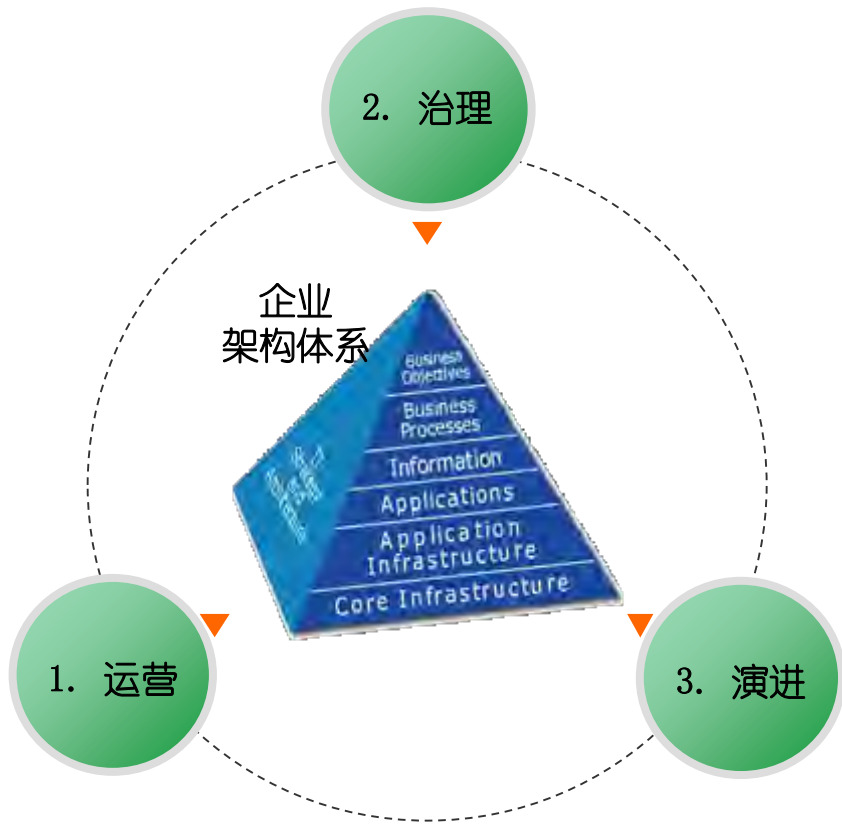 2. 治理
企业
架构体系
Business
Objectives
Business
Processes
Information
Applications
Application
Infrastructure
Core Infrastructure
1. 运营
3. 演进